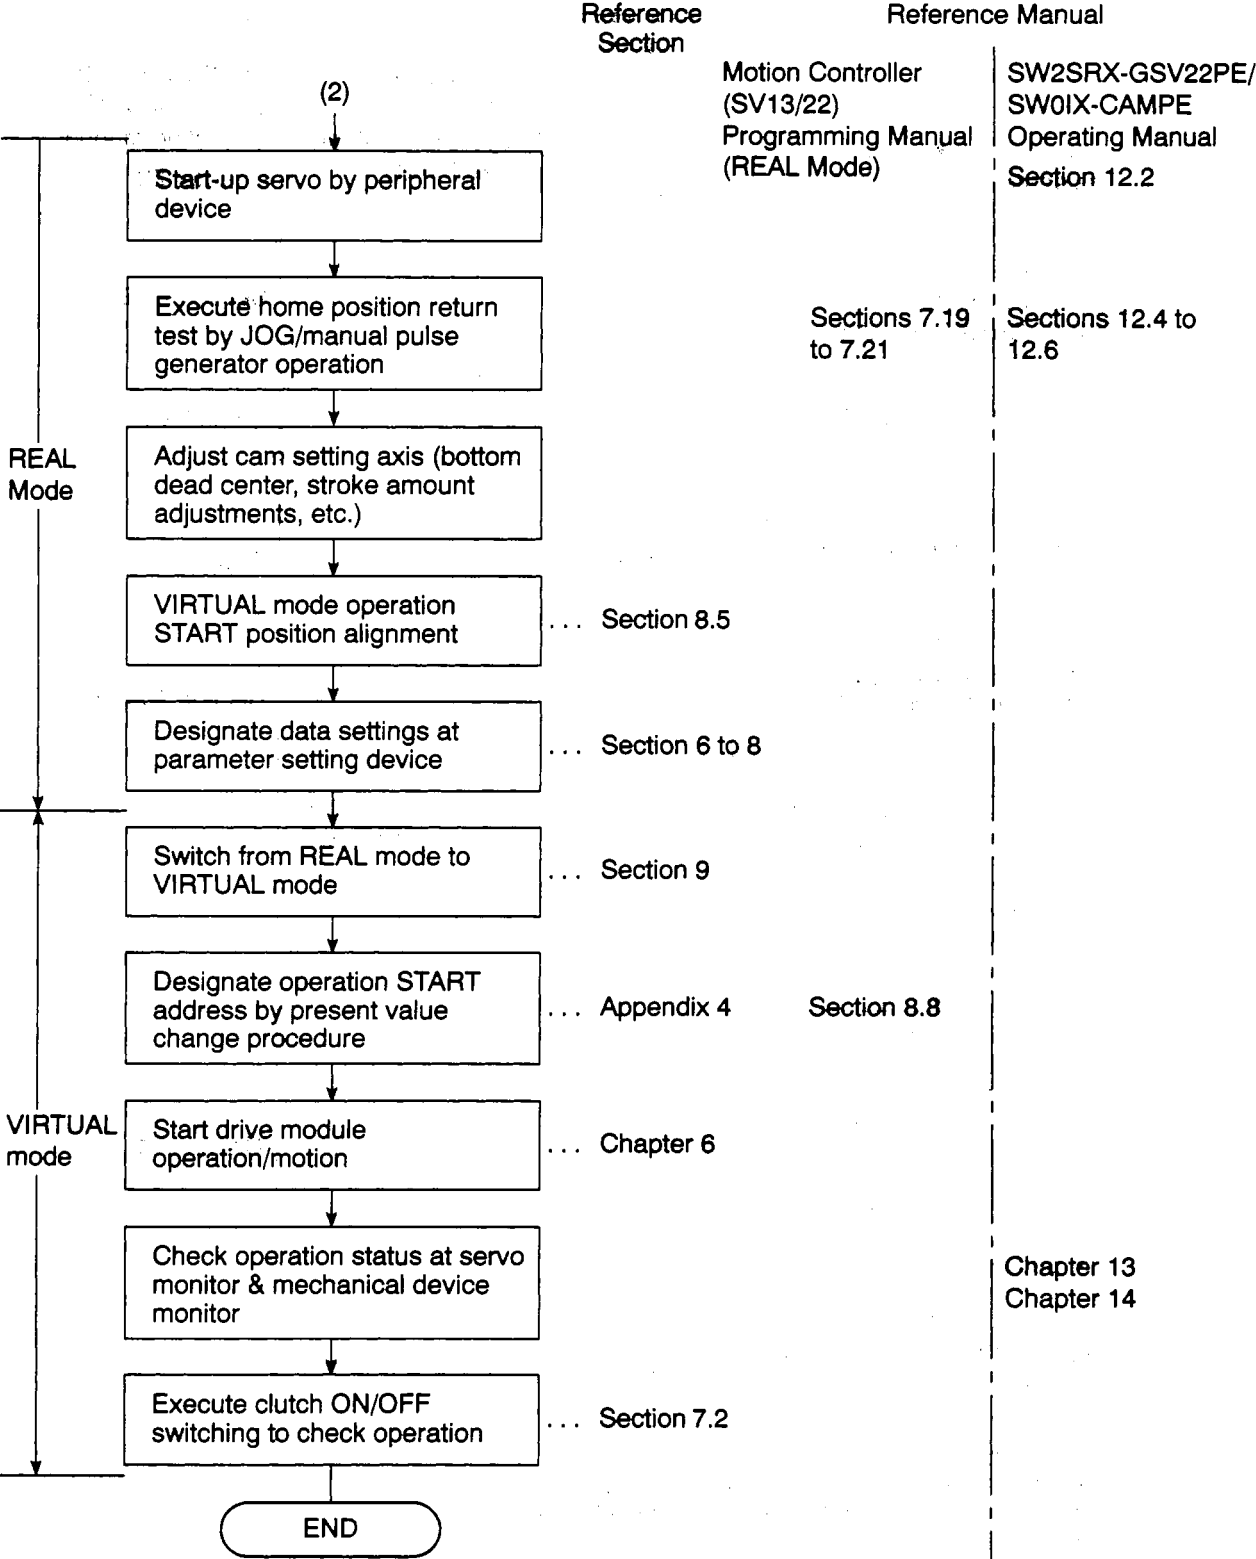 Reference
Section
Reference Manual
Motion Controller
(SV13/22)
Programming Manual
(REAL Mode)
SW2SRX-GSV22PE/
SW0IX-CAMPE
Operating Manual
Section 12.2
(2)
Start-up servo by peripheral
device
Execute home position return
test by JOG/manual pulse
generator operation
Sections 7.19
to 7.21
Sections 12.4 to
12.6
REAL
Mode
Adjust cam setting axis (bottom
dead center, stroke amount
adjustments, etc.)
VIRTUAL mode operation
START position alignment
... Section 8.5
Designate data settings at
parameter setting device
... Section 6 to 8
Switch from REAL mode to
VIRTUAL mode
... Section 9
Designate operation START
address by present value
change procedure
... Appendix 4
Section 8.8
VIRTUAL
mode
Start drive module
operation/motion
... Chapter 6
Check operation status at servo
monitor & mechanical device
monitor
Chapter 13
Chapter 14
Execute clutch ON/OFF
switching to check operation
... Section 7.2
END